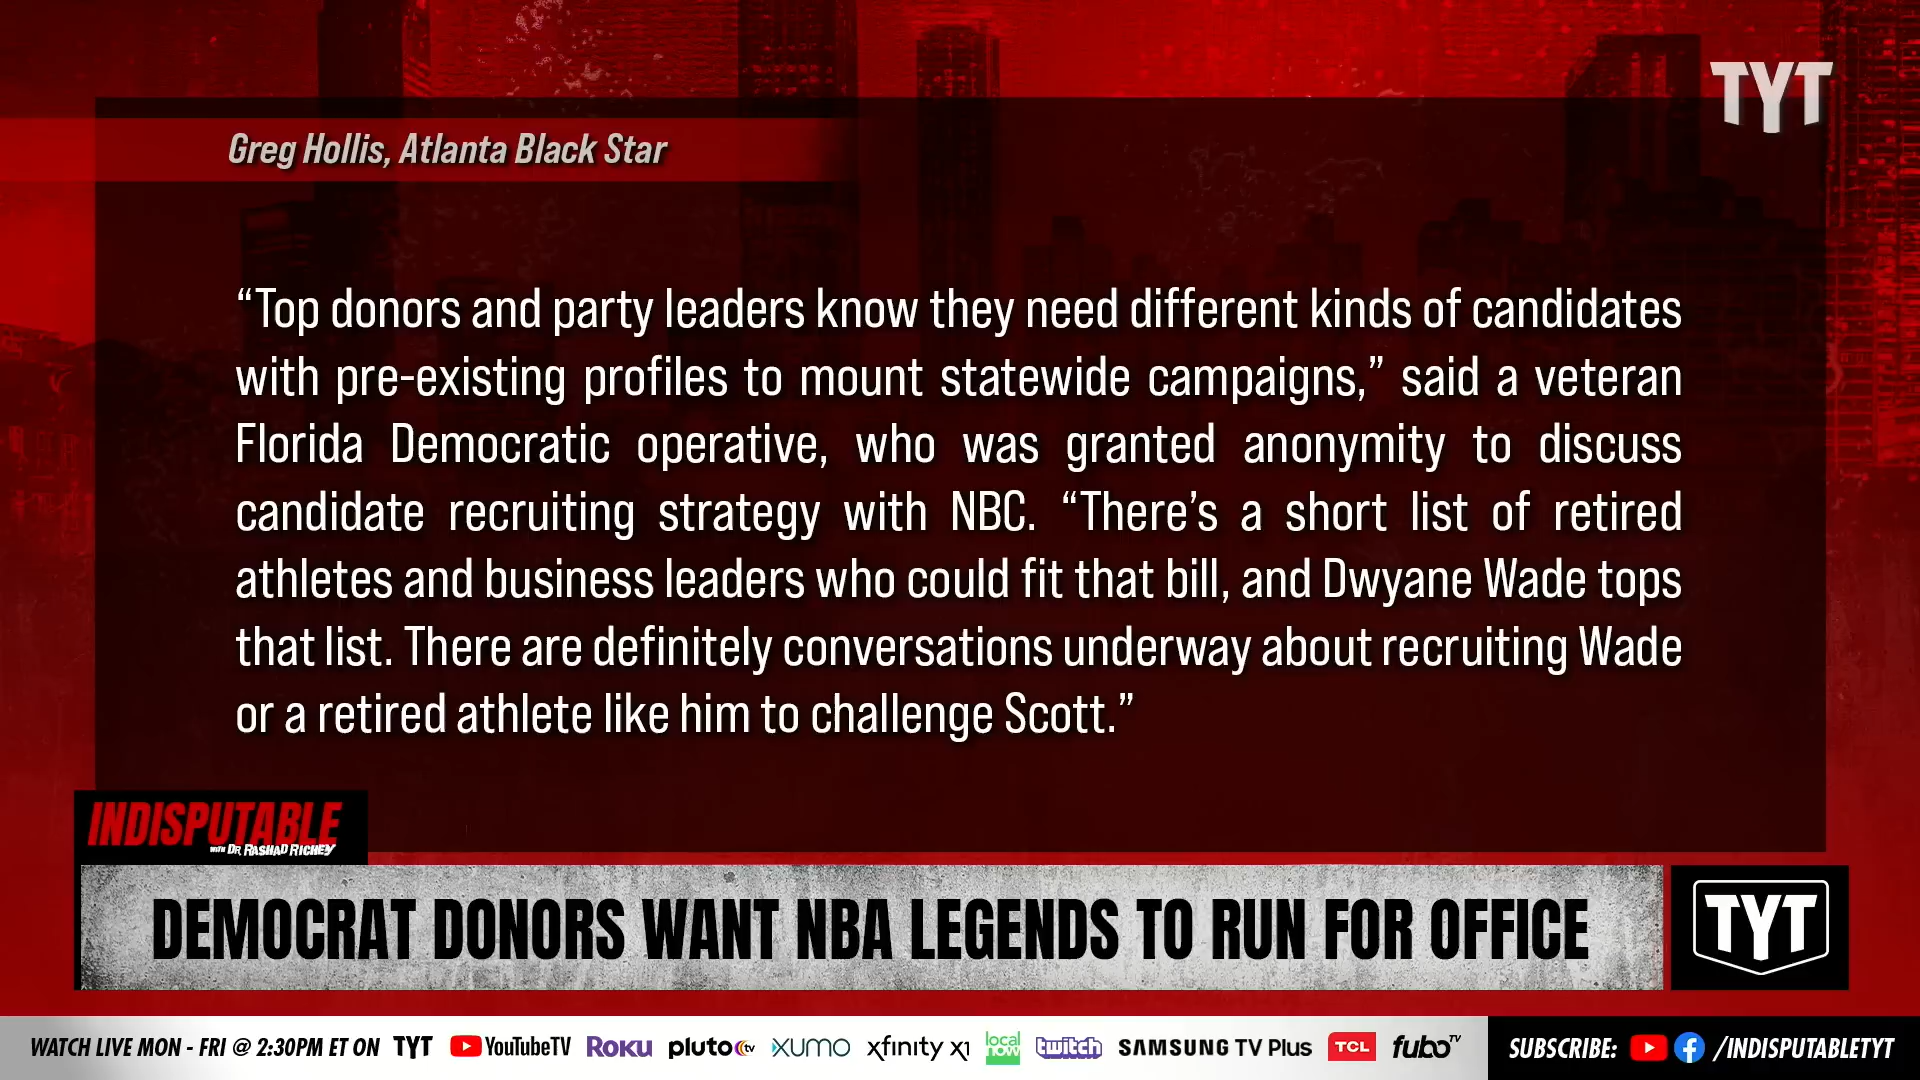 TYT
Greg Hollis, Atlanta Black Star
“Top donors and party leaders know they need different kinds of candidates
with pre-existing profiles to mount statewide campaigns,” said a veteran
Florida Democratic operative, who was granted anonymity to discuss
candidate recruiting strategy with NBC. “There’s a short list of retired
athletes and business leaders who could fit that bill, and Dwyane Wade tops
that list. There are definitely conversations underway about recruiting Wade
or a retired athlete like him to challenge Scott.”
INDISPUTABLE
WITH DR. RASHAD RICHEY
DEMOCRAT DONORS WANT NBA LEGENDS TO RUN FOR OFFICE
TYT
WATCH LIVE MON - FRI @ 2:30PM ET ON TYT YouTubeTV ROKU pluto tv XUMO xfinity x1 local now twitch SAMSUNG TV Plus TCL fubo TV SUBSCRIBE: /INDISPUTABLETYT